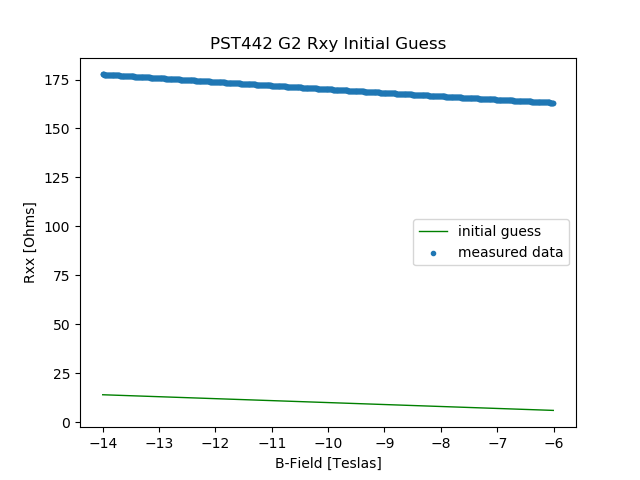 PST442 G2 Rxy Initial Guess
175
150
125
100
75
50
25
0
Rxx [Ohms]
initial guess
measured data
−14 −13 −12 −11 −10 −9 −8 −7 −6
B-Field [Teslas]